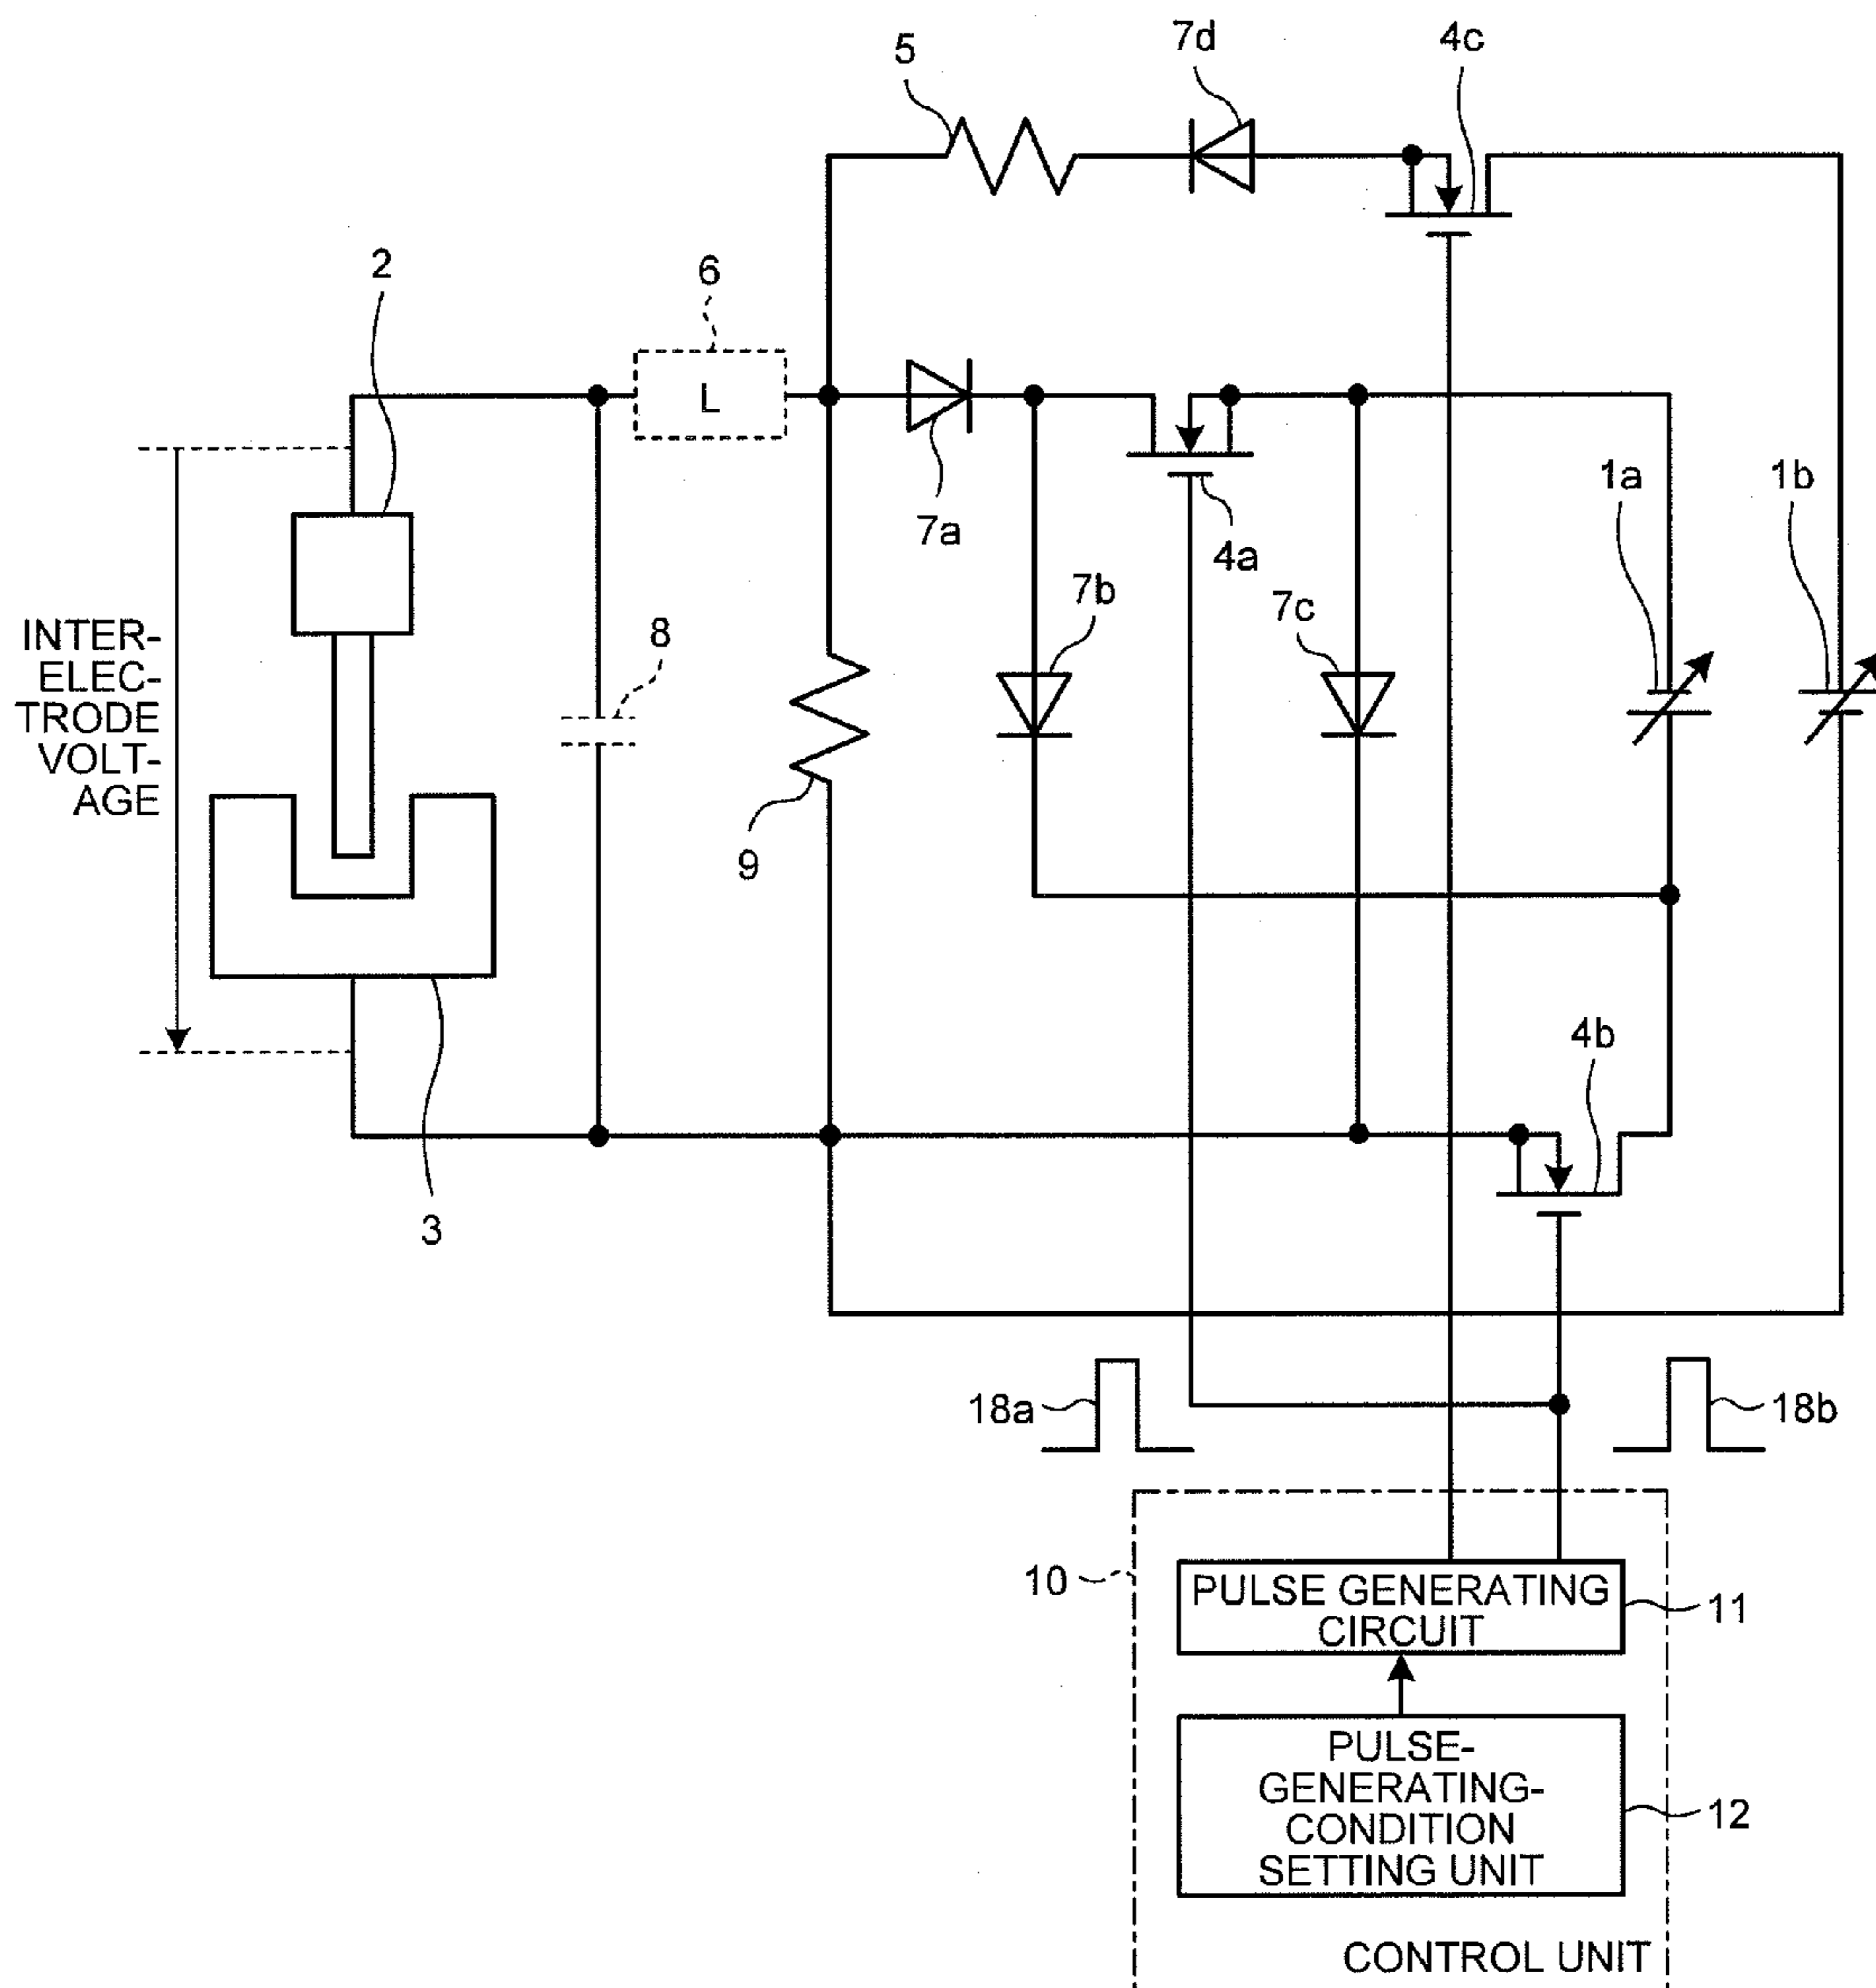 7d
4c
5
2
6
L
1a
1b
7a
4a
7b
7c
8
INTER-
ELEC-
TRODE
VOLT-
AGE
9
4b
3
18a
18b
10
PULSE GENERATING
CIRCUIT
11
PULSE-
GENERATING-
CONDITION
SETTING UNIT
12
CONTROL UNIT